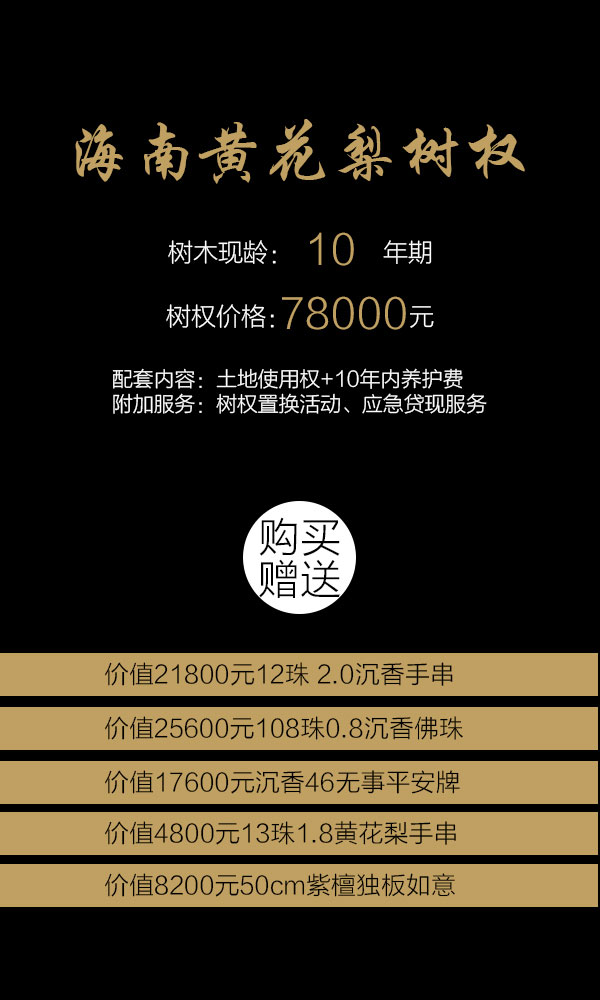 海南黄花梨树权
树木现龄：10 年期
树权价格：78000元
配套内容：土地使用权+10年内养护费
附加服务：树权置换活动、应急贷现服务
购买
赠送
价值21800元12珠 2.0沉香手串
价值25600元108珠0.8沉香佛珠
价值17600元沉香46无事平安牌
价值4800元13珠1.8黄花梨手串
价值8200元50cm紫檀独板如意